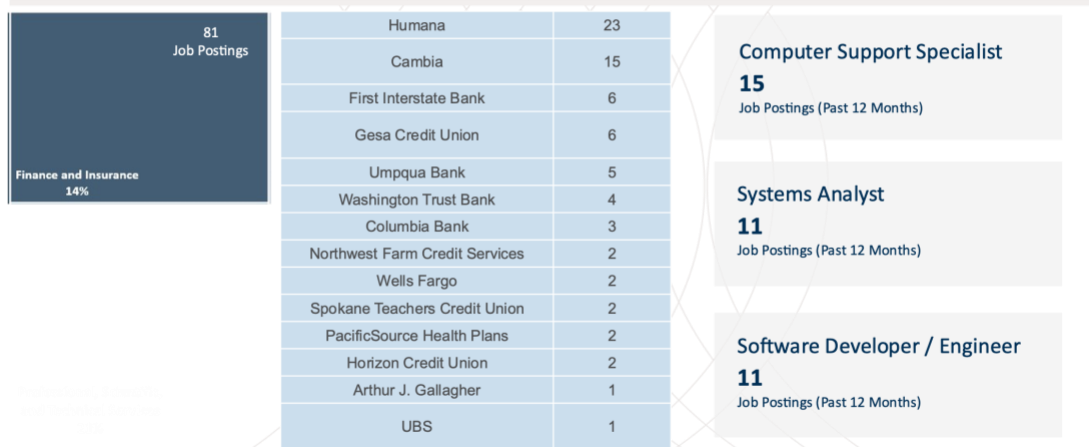 81
Job Postings
Finance and Insurance
14%
Humana 23
Cambia 15
First Interstate Bank 6
Gesa Credit Union 6
Umpqua Bank 5
Washington Trust Bank 4
Columbia Bank 3
Northwest Farm Credit Services 2
Wells Fargo 2
Spokane Teachers Credit Union 2
PacificSource Health Plans 2
Horizon Credit Union 2
Arthur J. Gallagher 1
UBS 1
Computer Support Specialist
15
Job Postings (Past 12 Months)
Systems Analyst
11
Job Postings (Past 12 Months)
Software Developer / Engineer
11
Job Postings (Past 12 Months)